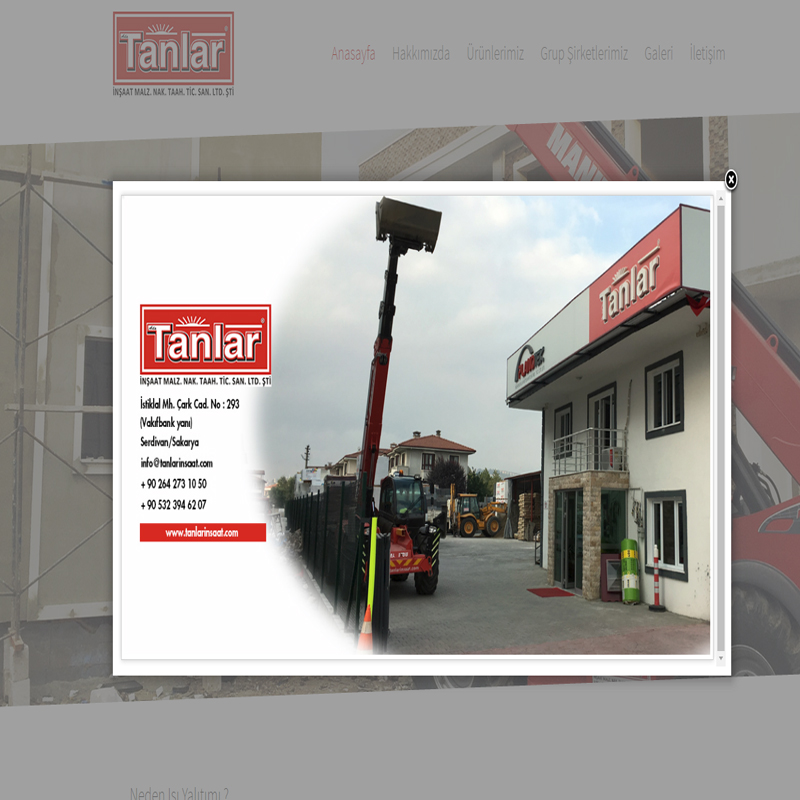 Tanlar
İNŞAAT MALZ. NAK. TAAH. TİC. SAN. LTD. ŞTİ
Anasayfa Hakkımızda Ürünlerimiz Grup Şirketlerimiz Galeri İletişim
MAN
Tanlar
Tanlar
İNŞAAT MALZ. NAK. TAAH. TİC. SAN. LTD. ŞTİ
İstiklal Mh. Çark Cad. No : 293
(Vakıfbank yanı)
Serdivan/Sakarya
info@tanlarinsaat.com
+ 90 264 273 10 50
+ 90 532 394 62 07
www.tanlarinsaat.com
Neden Isı Yalıtımı ?